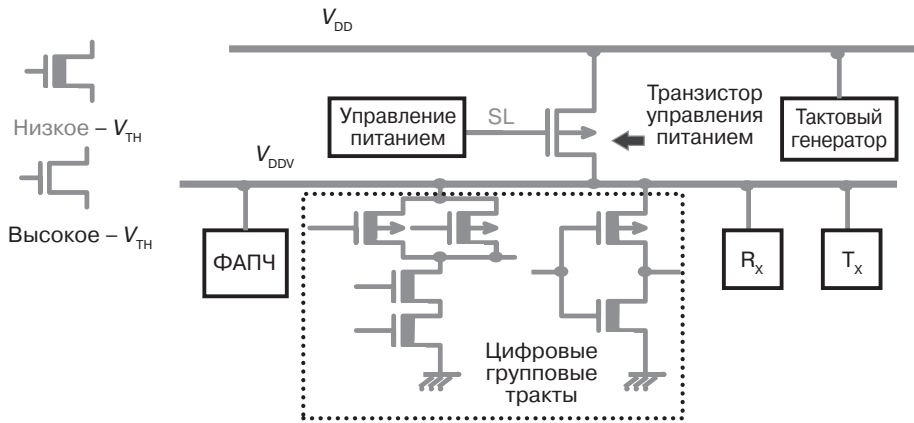 V_DD
Низкое – V_TH
Управление
питанием
SL
Транзистор
управления
питанием
Тактовый
генератор
V_DDV
Высокое – V_TH
ФАПЧ
R_X
T_X
Цифровые
групповые
тракты